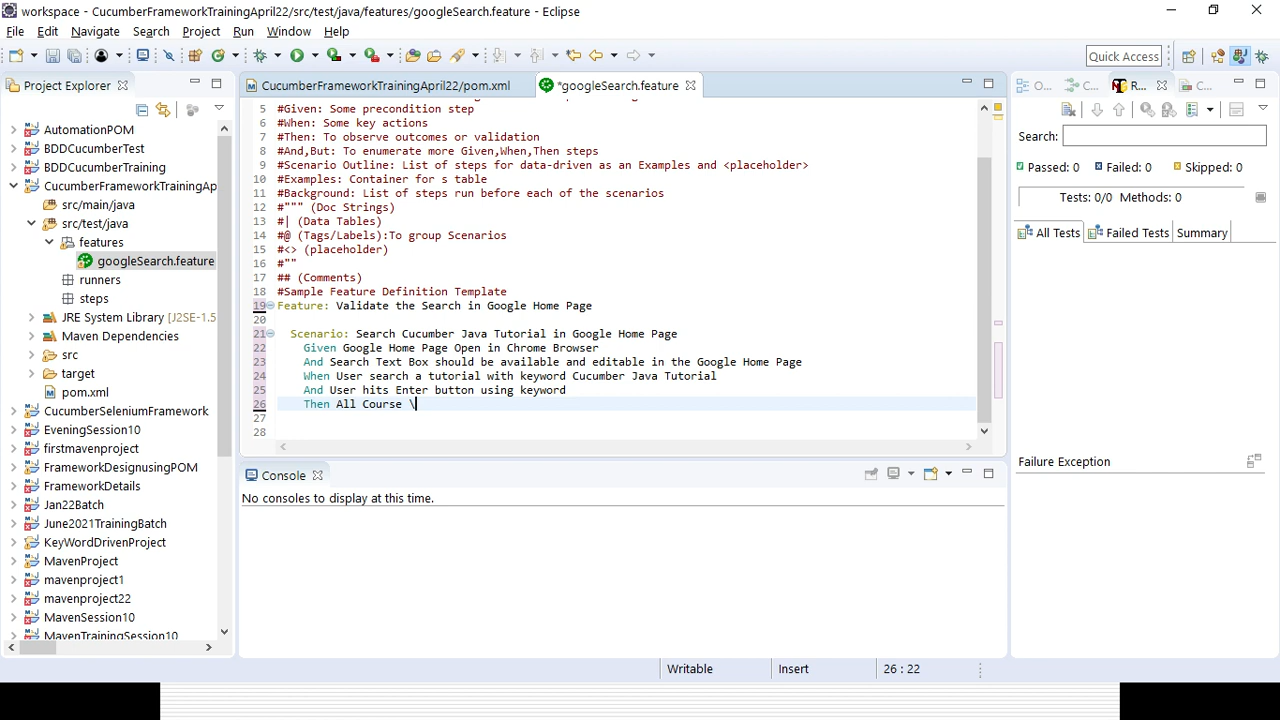 workspace - CucumberFrameworkTrainingApril22/src/test/java/features/googleSearch.feature - Eclipse
File Edit Navigate Search Project Run Window Help
Quick Access
Project Explorer
AutomationPOM
BDDCucumberTest
BDDCucumberTraining
CucumberFrameworkTrainingAp
src/main/java
src/test/java
features
googleSearch.feature
runners
steps
JRE System Library [J2SE-1.5
Maven Dependencies
src
target
pom.xml
CucumberSeleniumFramework
EveningSession10
firstmavenproject
FrameworkDesignusingPOM
FrameworkDetails
Jan22Batch
June2021TrainingBatch
KeyWordDrivenProject
MavenProject
mavenproject1
mavenproject22
MavenSession10
MavenTrainingSession10
CucumberFrameworkTrainingApril22/pom.xml *googleSearch.feature
5 #Given: Some precondition step
6 #When: Some key actions
7 #Then: To observe outcomes or validation
8 #And,But: To enumerate more Given,When,Then steps
9 #Scenario Outline: List of steps for data-driven as an Examples and <placeholder>
10 #Examples: Container for s table
11 #Background: List of steps run before each of the scenarios
12 #""" (Doc Strings)
13 #| (Data Tables)
14 #@ (Tags/Labels):To group Scenarios
15 #<> (placeholder)
16 #""
17 ## (Comments)
18 #Sample Feature Definition Template
19 Feature: Validate the Search in Google Home Page
20
21 Scenario: Search Cucumber Java Tutorial in Google Home Page
22 Given Google Home Page Open in Chrome Browser
23 And Search Text Box should be available and editable in the Google Home Page
24 When User search a tutorial with keyword Cucumber Java Tutorial
25 And User hits Enter button using keyword
26 Then All Course \
27
28
Console
No consoles to display at this time.
O... C... R... C...
Search:
Passed: 0 Failed: 0 Skipped: 0
Tests: 0/0 Methods: 0
All Tests Failed Tests Summary
Failure Exception
Writable Insert 26 : 22